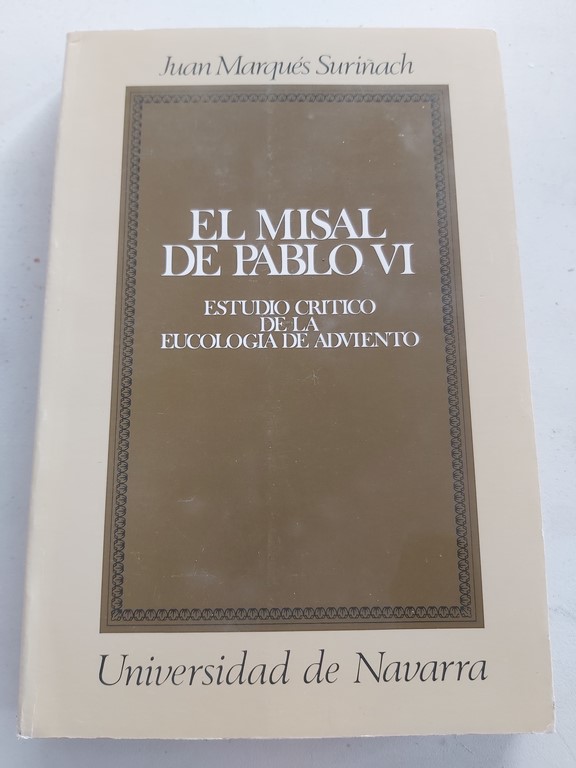 Juan Marqués Suriñach
EL MISAL
DE PABLO VI
ESTUDIO CRITICO
DE LA
EUCOLOGIA DE ADVIENTO
Universidad de Navarra